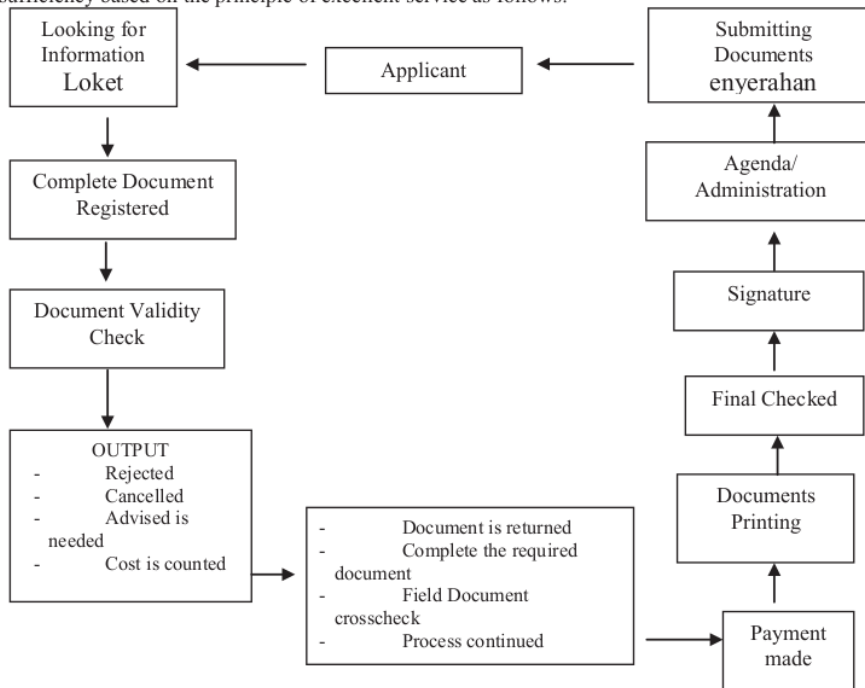 sufficiency based on the principle of excellent service as follows:
Looking for
Information
Loket
Applicant
Submitting
Documents
enyerahan
Complete Document
Registered
Agenda/
Administration
Document Validity
Check
Signature
Final Checked
OUTPUT
- Rejected
- Cancelled
- Advised is
needed
- Cost is counted
- Document is returned
- Complete the required
document
- Field Document
crosscheck
- Process continued
Documents
Printing
Payment
made